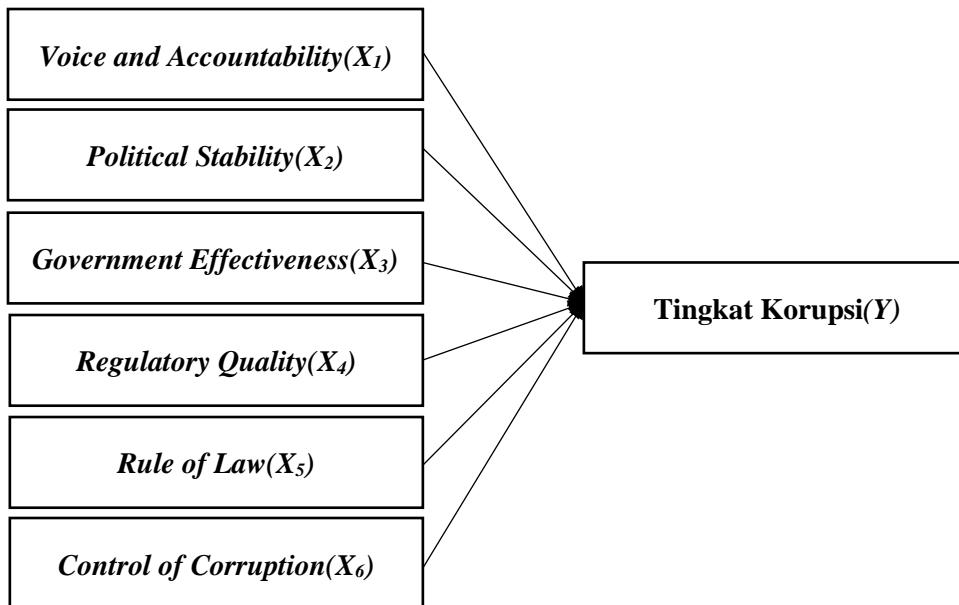 Voice and Accountability(X₁)
Political Stability(X₂)
Government Effectiveness(X₃)
Tingkat Korupsi(Y)
Regulatory Quality(X₄)
Rule of Law(X₅)
Control of Corruption(X₆)